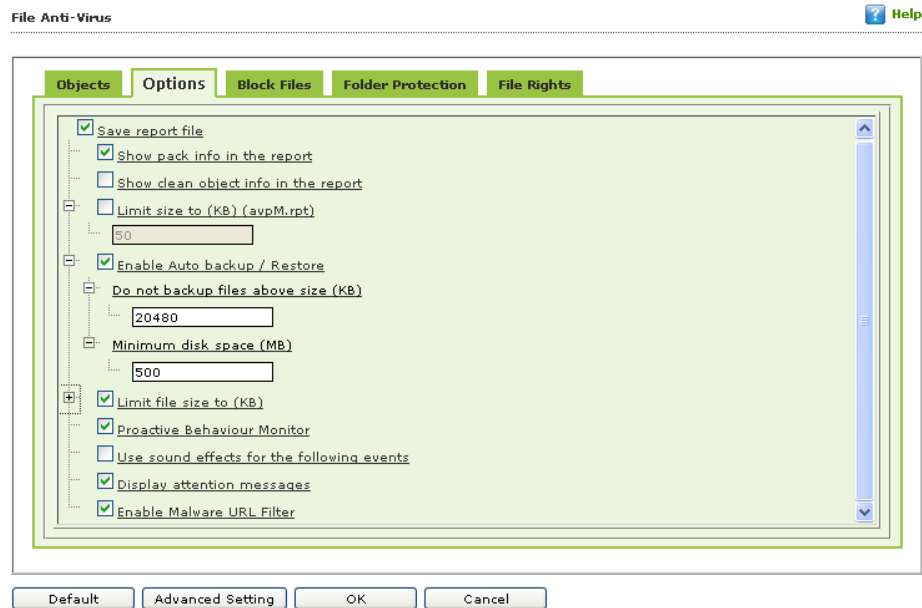 File Anti-Virus
Help
Objects Options Block Files Folder Protection File Rights
Save report file
Show pack info in the report
Show clean object info in the report
Limit size to (KB) (avpM.rpt)
50
Enable Auto backup / Restore
Do not backup files above size (KB)
20480
Minimum disk space (MB)
500
Limit file size to (KB)
Proactive Behaviour Monitor
Use sound effects for the following events
Display attention messages
Enable Malware URL Filter
Default Advanced Setting OK Cancel